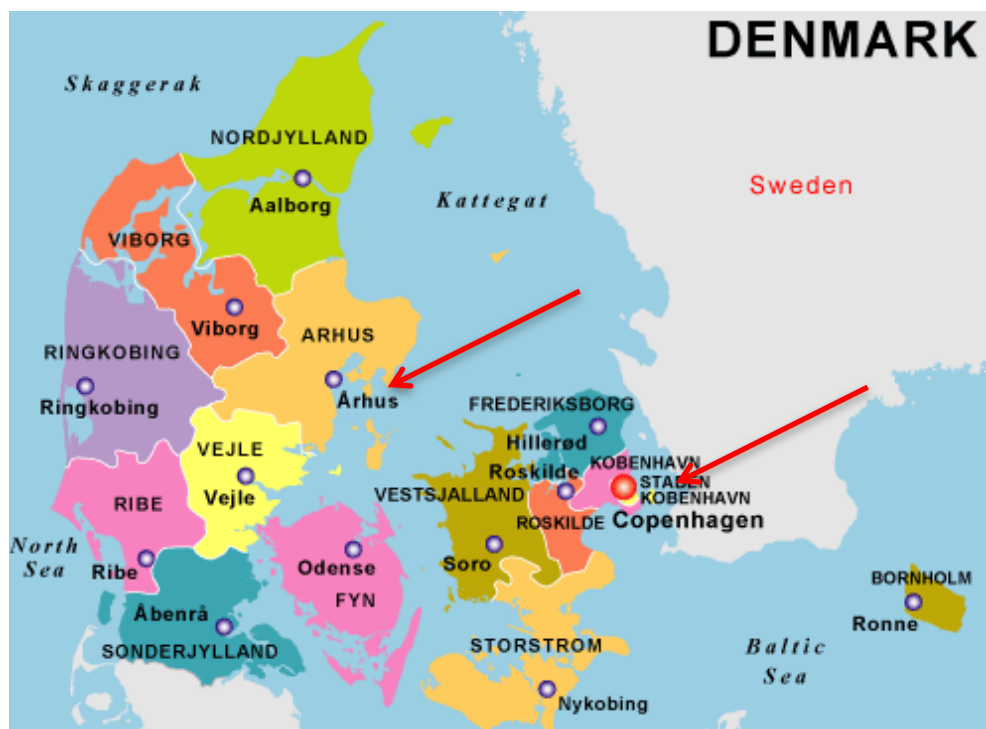 DENMARK
Skaggerak
NORDJYLLAND
Sweden
Kattegat
Aalborg
VIBORG
Viborg
ARHUS
RINGKOBING
Århus
Ringkobing
FREDERIKSBORG
Hillerød
VEJLE
KOBENHAVN
Roskilde
STADEN
KOBENHAVN
Vejle
VESTSJALLAND
RIBE
ROSKILDE
Copenhagen
North
Sea
Ribe
Odense
Soro
BORNHOLM
FYN
Åbenrå
Ronne
SONDERJYLLAND
STORSTROM
Baltic
Sea
Nykobing